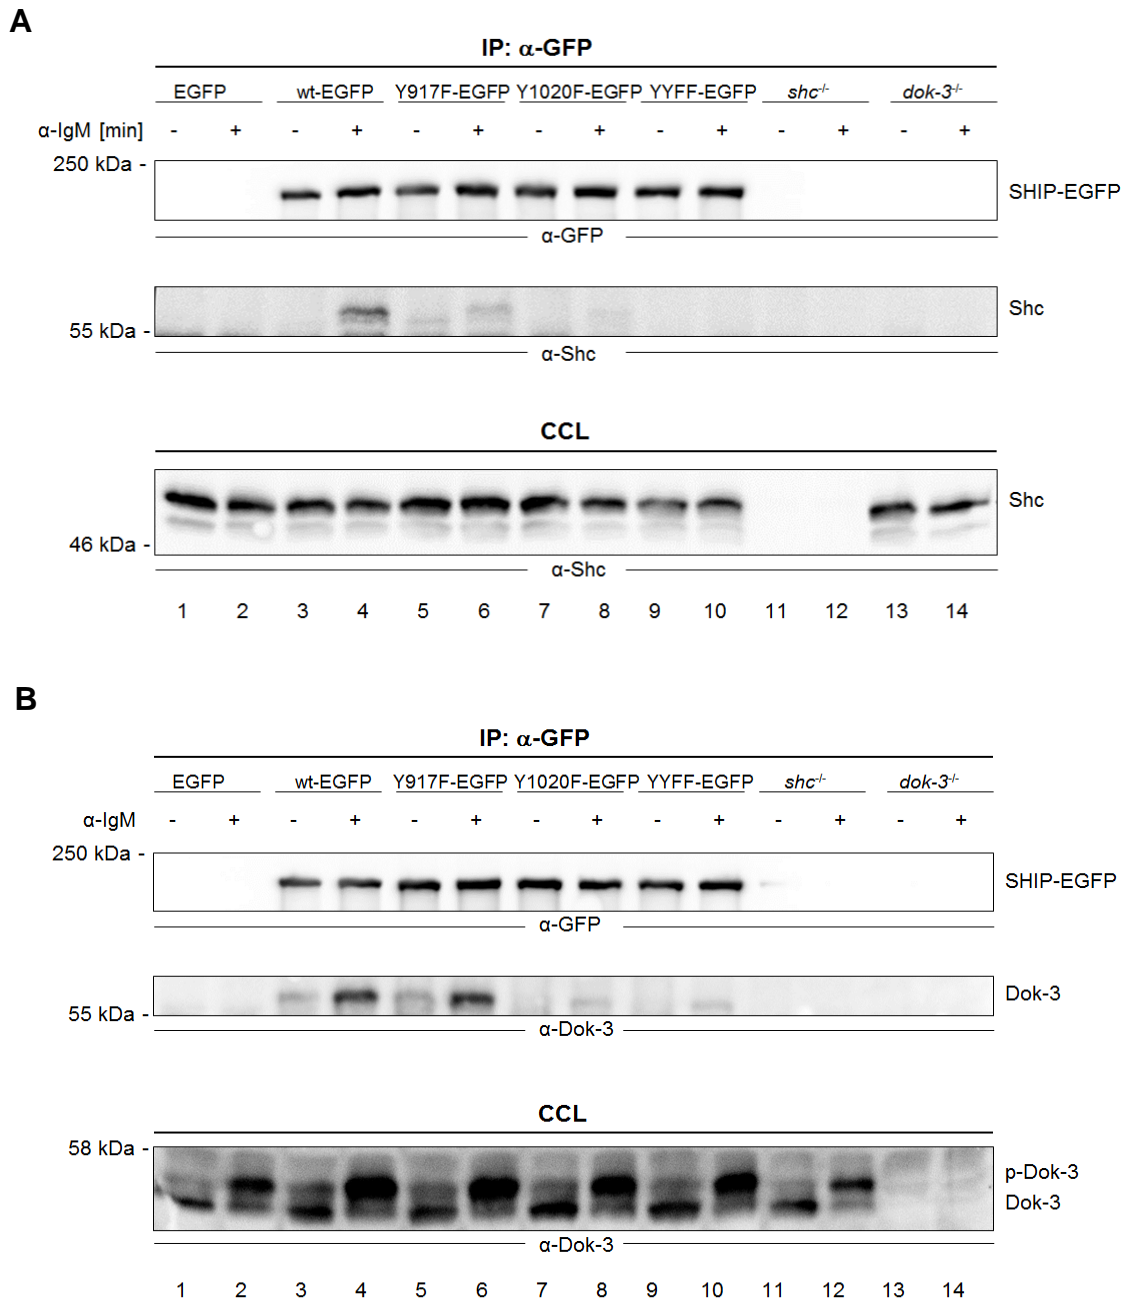 A
IP: α-GFP
EGFP wt-EGFP Y917F-EGFP Y1020F-EGFP YYFF-EGFP shc-/- dok-3-/-
α-IgM [min] - + - + - + - + - + - + - +
250 kDa -
SHIP-EGFP
α-GFP
Shc
55 kDa -
α-Shc
CCL
Shc
46 kDa -
α-Shc
1 2 3 4 5 6 7 8 9 10 11 12 13 14
B
IP: α-GFP
EGFP wt-EGFP Y917F-EGFP Y1020F-EGFP YYFF-EGFP shc-/- dok-3-/-
α-IgM - + - + - + - + - + - + - +
250 kDa -
SHIP-EGFP
α-GFP
Dok-3
55 kDa -
α-Dok-3
CCL
58 kDa -
p-Dok-3
Dok-3
α-Dok-3
1 2 3 4 5 6 7 8 9 10 11 12 13 14